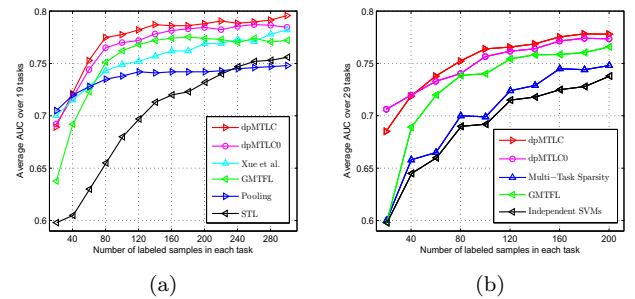 0.8
0.75
0.7
0.65
0.6
Average AUC over 19 tasks
40 80 120 160 200 240 280
Number of labeled samples in each task
dpMTLC
dpMTLC0
Xue et al.
GMTFL
Pooling
STL
(a)
0.8
0.75
0.7
0.65
0.6
Average AUC over 29 tasks
0 40 80 120 160 200
Number of labeled samples in each task
dpMTLC
dpMTLC0
Multi-Task Sparsity
GMTFL
Independent SVMs
(b)